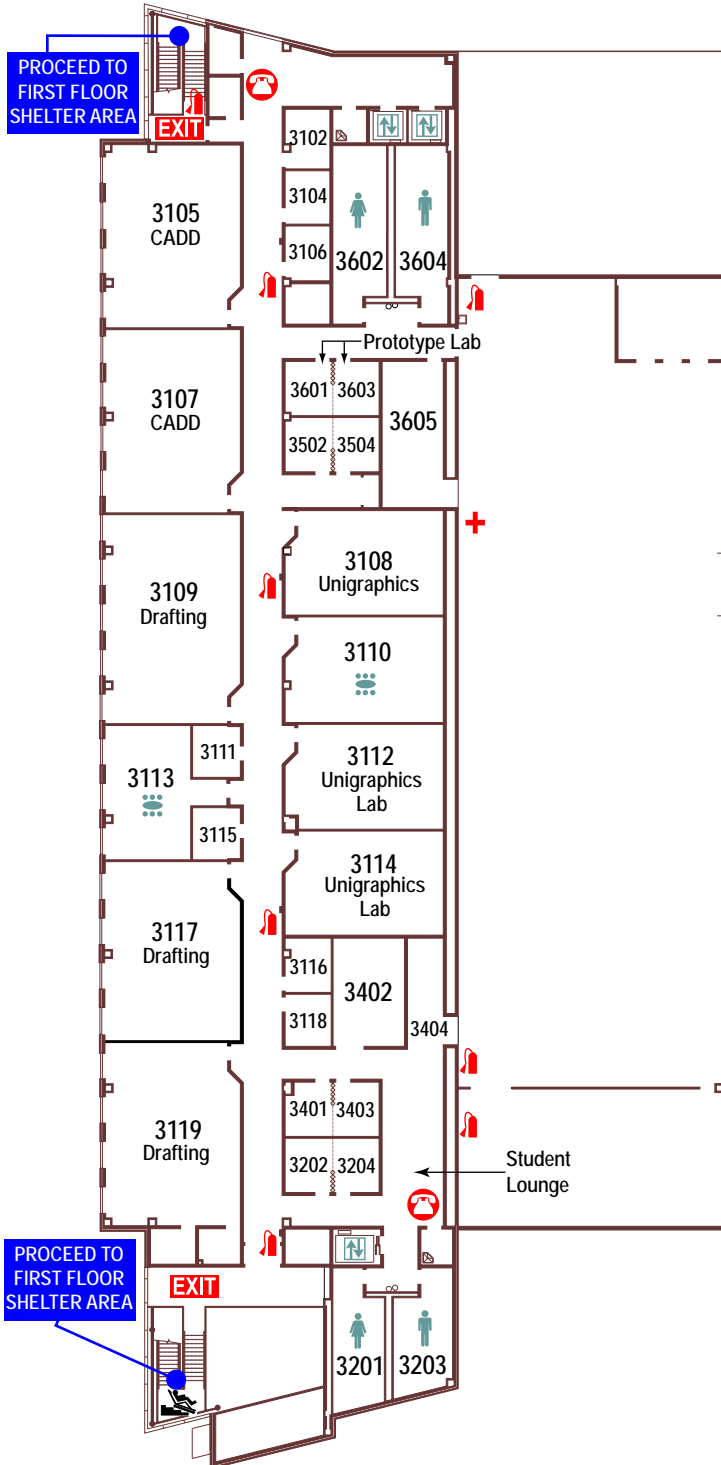 PROCEED TO
FIRST FLOOR
SHELTER AREA
EXIT
3102
3104
3105
CADD
3106
3602
3604
Prototype Lab
3601
3603
3107
CADD
3605
3502
3504
3108
Unigraphics
3109
Drafting
3110
3111
3112
Unigraphics
Lab
3113
3115
3114
Unigraphics
Lab
3117
Drafting
3116
3402
3118
3404
3401
3403
3119
Drafting
3202
3204
Student
Lounge
PROCEED TO
FIRST FLOOR
SHELTER AREA
EXIT
3201
3203